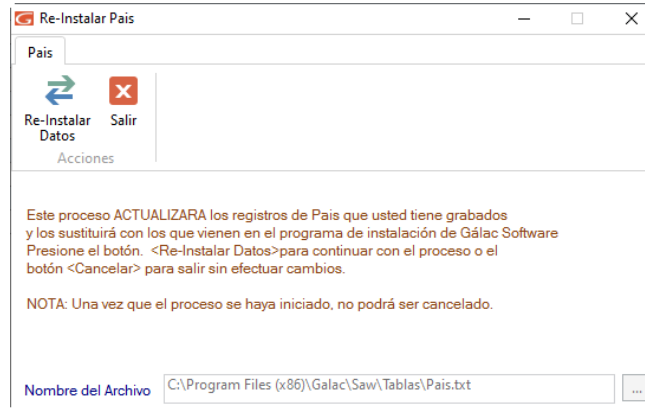 Re-Instalar Pais
Pais
Re-Instalar Salir
Datos
Acciones
Este proceso ACTUALIZARA los registros de Pais que usted tiene grabados
y los sustituirá con los que vienen en el programa de instalación de Gálac Software
Presione el botón. <Re-Instalar Datos>para continuar con el proceso o el
botón <Cancelar> para salir sin efectuar cambios.
NOTA: Una vez que el proceso se haya iniciado, no podrá ser cancelado.
Nombre del Archivo C:\Program Files (x86)\Galac\Saw\Tablas\Pais.txt ...